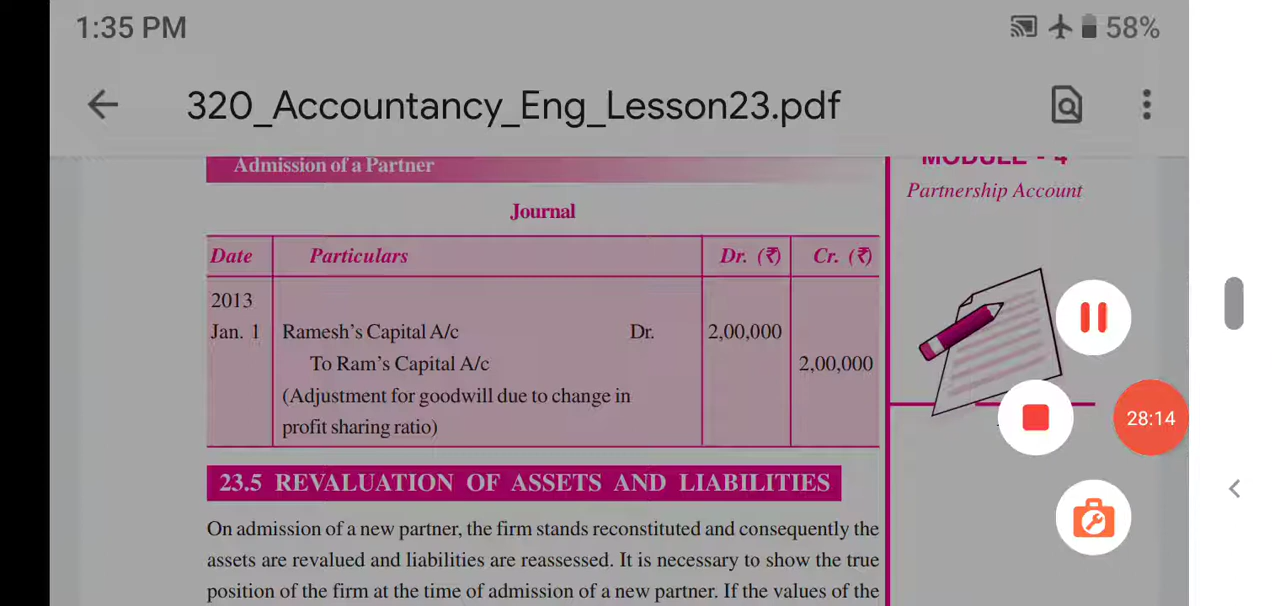 1:35 PM
58%
320_Accountancy_Eng_Lesson23.pdf
Admission of a Partner
MODULE - 4
Partnership Account
Journal
Date Particulars Dr. (₹) Cr. (₹)
2013
Jan. 1 Ramesh's Capital A/c Dr. 2,00,000
To Ram's Capital A/c 2,00,000
(Adjustment for goodwill due to change in
profit sharing ratio)
28:14
23.5 REVALUATION OF ASSETS AND LIABILITIES
On admission of a new partner, the firm stands reconstituted and consequently the
assets are revalued and liabilities are reassessed. It is necessary to show the true
position of the firm at the time of admission of a new partner. If the values of the